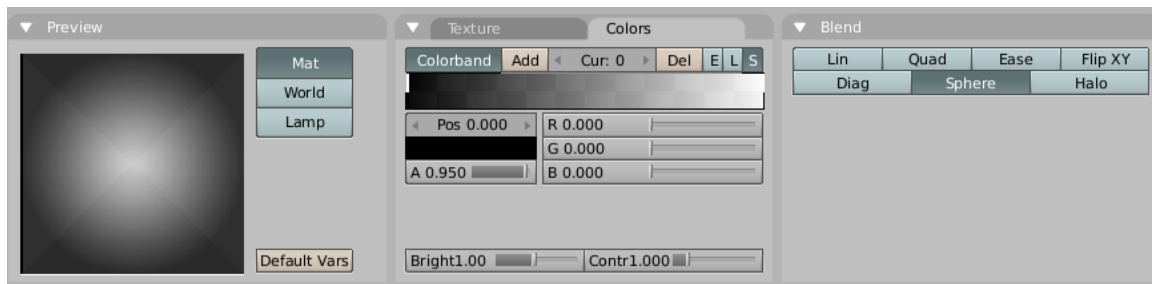 Preview
Mat
World
Lamp
Default Vars
Texture Colors
Colorband Add Cur: 0 Del E L S
Pos 0.000 R 0.000
G 0.000
A 0.950 B 0.000
Bright1.00 Contr1.000
Blend
Lin Quad Ease Flip XY
Diag Sphere Halo